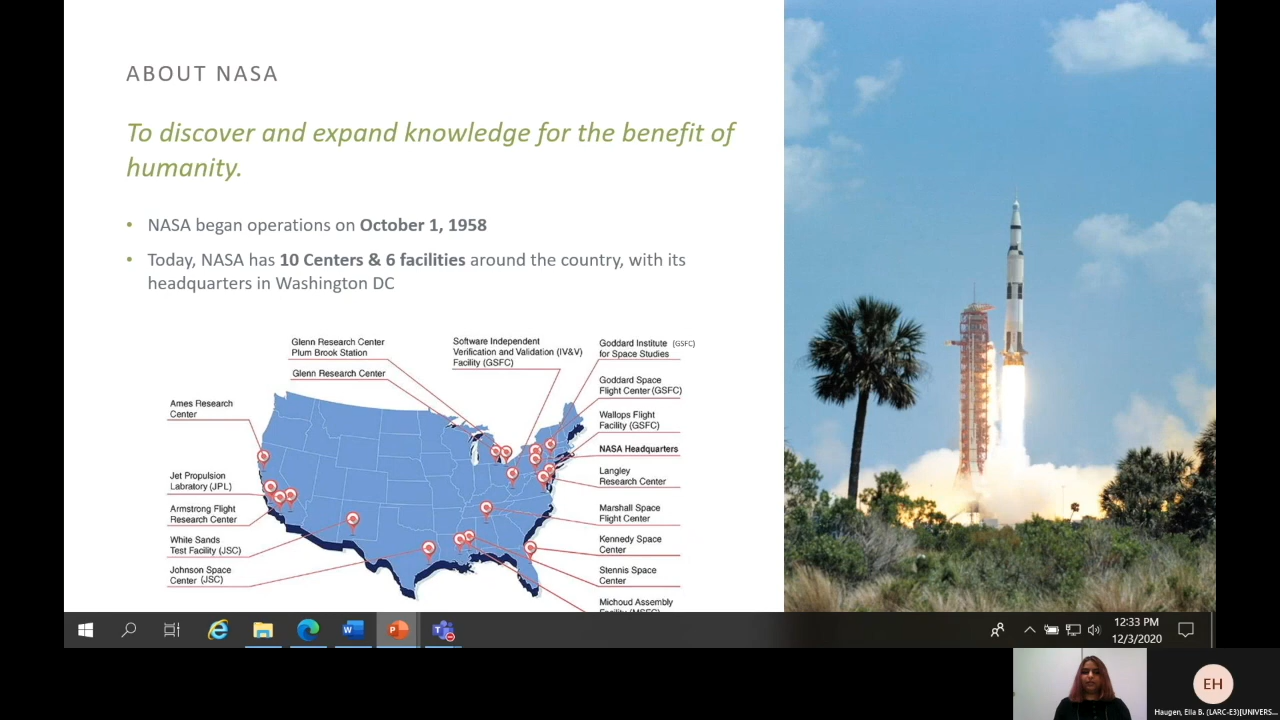 ABOUT NASA
To discover and expand knowledge for the benefit of
humanity.
• NASA began operations on October 1, 1958
• Today, NASA has 10 Centers & 6 facilities around the country, with its
headquarters in Washington DC
Glenn Research Center
Plum Brook Station
Glenn Research Center
Software Independent
Verification and Validation (IV&V)
Facility (GSFC)
Goddard Institute (GSFC)
for Space Studies
Goddard Space
Flight Center (GSFC)
Wallops Flight
Facility (GSFC)
NASA Headquarters
Langley
Research Center
Marshall Space
Flight Center
Kennedy Space
Center
Stennis Space
Center
Michoud Assembly
Facility (MSFC)
Ames Research
Center
Jet Propulsion
Labratory (JPL)
Armstrong Flight
Research Center
White Sands
Test Facility (JSC)
Johnson Space
Center (JSC)
12:33 PM
12/3/2020
EH
Haugen, Ella B. (LARC-E3)[UNIVERS...